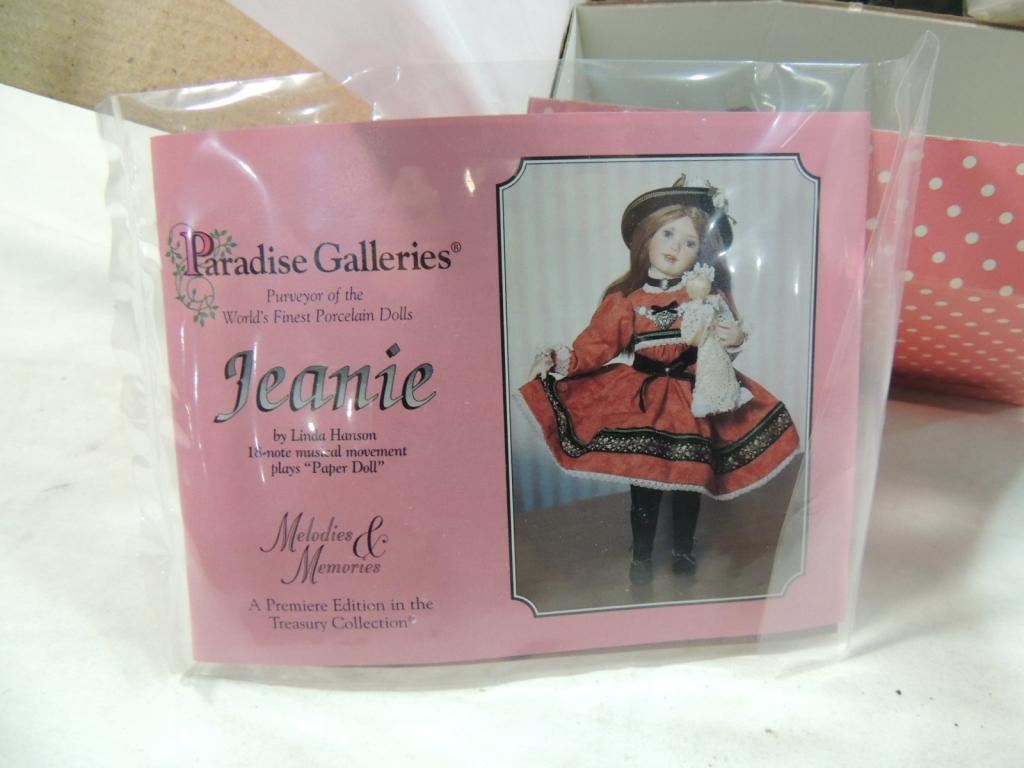 Paradise Galleries®
Purveyor of the
World's Finest Porcelain Dolls
Jeanie
by Linda Hanson
18-note musical movement
plays "Paper Doll"
Melodies &
Memories
A Premiere Edition in the
Treasury Collection®